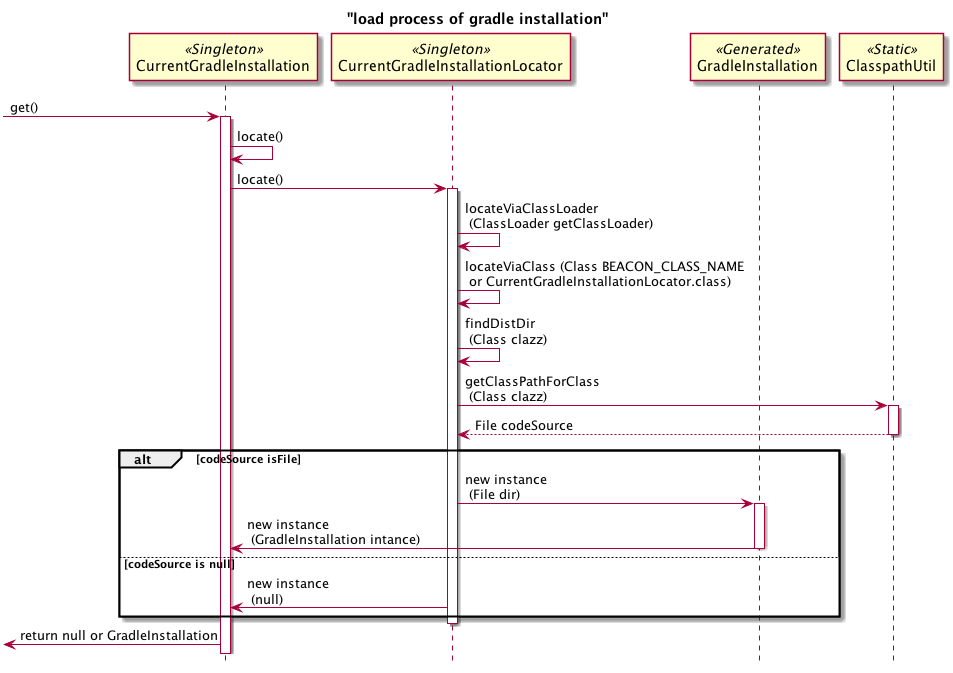 "load process of gradle installation"
«Singleton»
CurrentGradleInstallation
«Singleton»
CurrentGradleInstallationLocator
«Generated»
GradleInstallation
«Static»
ClasspathUtil
get()
locate()
locate()
locateViaClassLoader
(ClassLoader getClassLoader)
locateViaClass (Class BEACON_CLASS_NAME
or CurrentGradleInstallationLocator.class)
findDistDir
(Class clazz)
getClassPathForClass
(Class clazz)
File codeSource
alt [codeSource isFile]
new instance
(File dir)
new instance
(GradleInstallation intance)
[codeSource is null]
new instance
(null)
return null or GradleInstallation